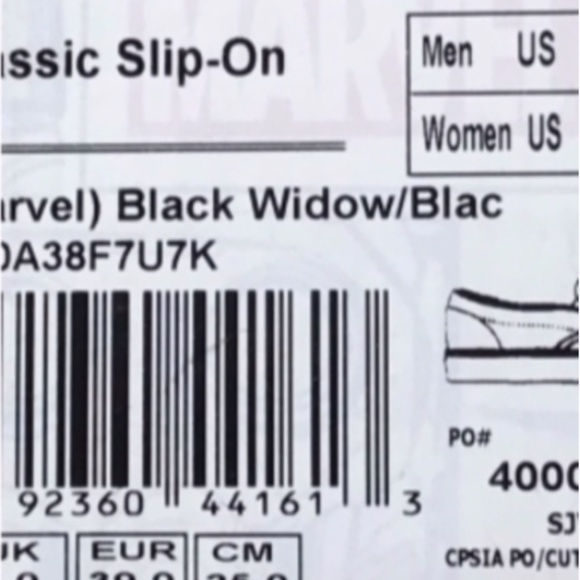 assic Slip-On
Men US
Women US
arvel) Black Widow/Blac
0A38F7U7K
92360 44161 3
PO#
4000
SJ
CPSIA PO/CUT
UK EUR CM